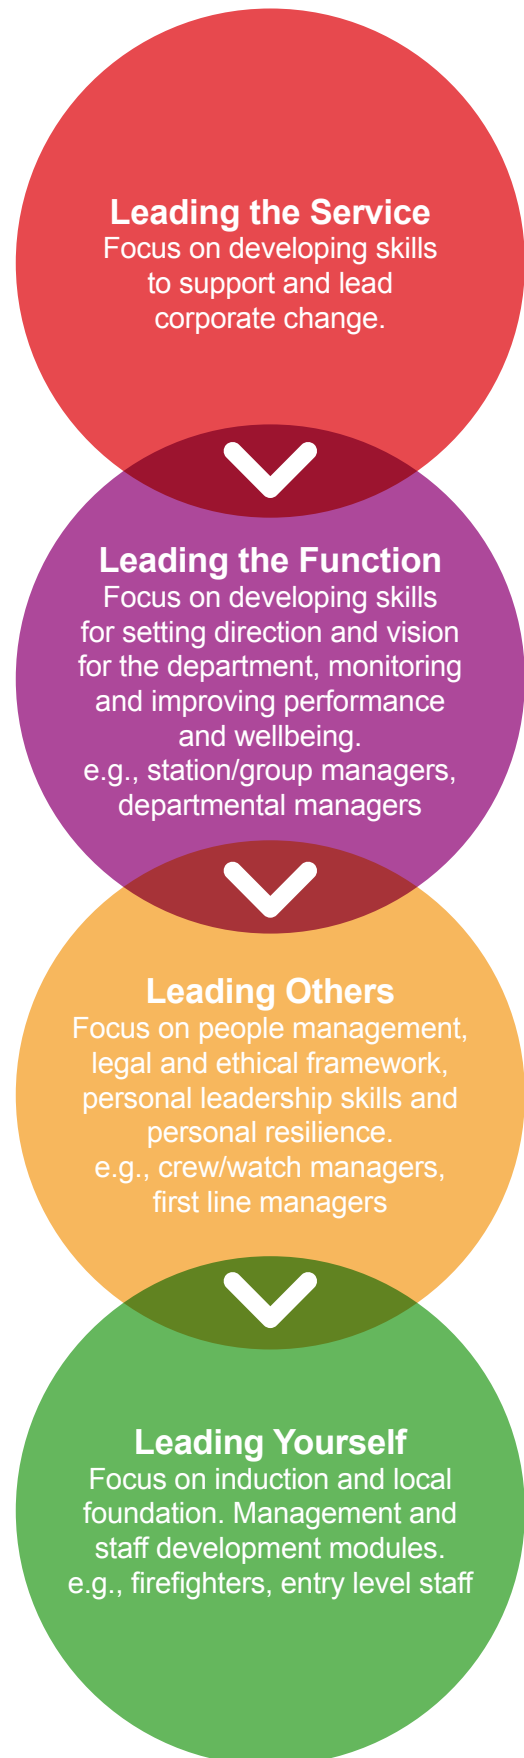 Leading the Service
Focus on developing skills
to support and lead
corporate change.
Leading the Function
Focus on developing skills
for setting direction and vision
for the department, monitoring
and improving performance
and wellbeing.
e.g., station/group managers,
departmental managers
Leading Others
Focus on people management,
legal and ethical framework,
personal leadership skills and
personal resilience.
e.g., crew/watch managers,
first line managers
Leading Yourself
Focus on induction and local
foundation. Management and
staff development modules.
e.g., firefighters, entry level staff